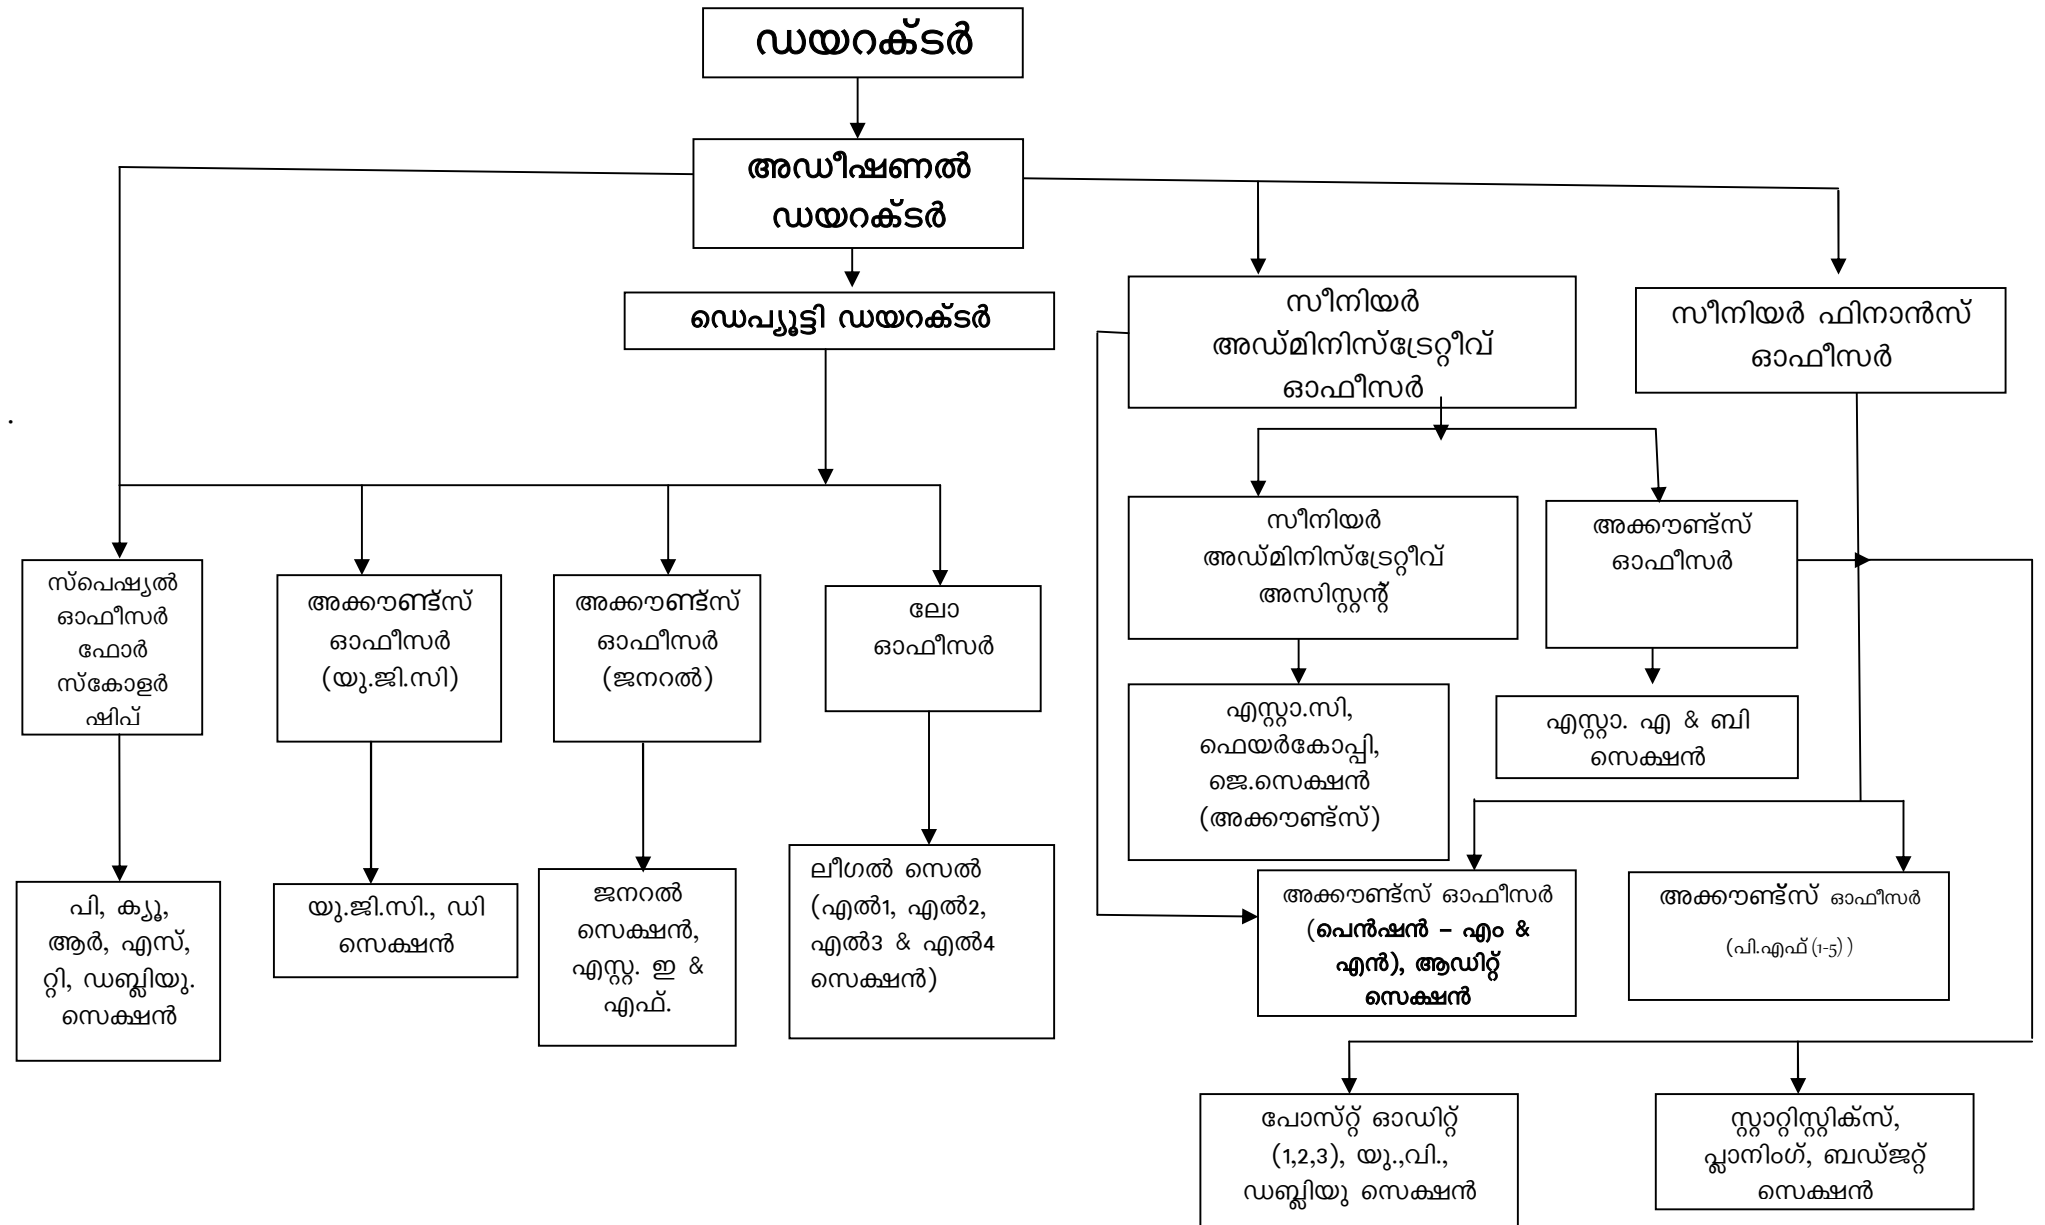 ഡയറക്ടർ
അഡീഷണൽ
ഡയറക്ടർ
ഡെപ്യൂട്ടി ഡയറക്ടർ
സീനിയർ
അഡ്മിനിസ്ട്രേറ്റീവ്
ഓഫീസർ
സീനിയർ ഫിനാൻസ്
ഓഫീസർ
സീനിയർ
അഡ്മിനിസ്ട്രേറ്റീവ്
അസിസ്റ്റന്റ്
അക്കൗണ്ട്സ്
ഓഫീസർ
സ്പെഷ്യൽ
ഓഫീസർ
ഫോർ
സ്കോളർ
ഷിപ്
അക്കൗണ്ട്സ്
ഓഫീസർ
(യു.ജി.സി)
അക്കൗണ്ട്സ്
ഓഫീസർ
(ജനറൽ)
ലോ
ഓഫീസർ
എസ്റ്റാ.സി,
ഫെയർകോപ്പി,
ജെ.സെക്ഷൻ
(അക്കൗണ്ട്സ്)
എസ്റ്റാ. എ & ബി
സെക്ഷൻ
പി, ക്യൂ,
ആർ, എസ്,
റ്റി, ഡബ്ലിയു.
സെക്ഷൻ
യു.ജി.സി., ഡി
സെക്ഷൻ
ജനറൽ
സെക്ഷൻ,
എസ്റ്റ. ഇ &
എഫ്.
ലീഗൽ സെൽ
(എൽ1, എൽ2,
എൽ3 & എൽ4
സെക്ഷൻ)
അക്കൗണ്ട്സ് ഓഫീസർ
(പെൻഷൻ – എം &
എൻ), ആഡിറ്റ്
സെക്ഷൻ
അക്കൗണ്ട്സ് ഓഫീസർ
(പി.എഫ് (1-5) )
പോസ്റ്റ് ഓഡിറ്റ്
(1,2,3), യു.,വി.,
ഡബ്ലിയു സെക്ഷൻ
സ്റ്റാറ്റിസ്റ്റിക്സ്,
പ്ലാനിംഗ്, ബഡ്ജറ്റ്
സെക്ഷൻ